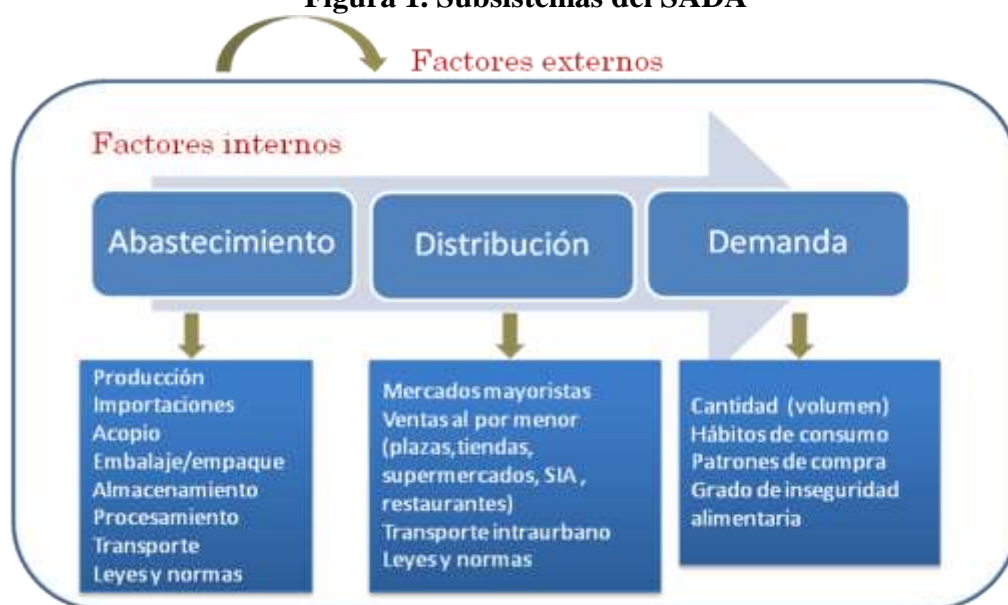 Figura 1. Subsistemas del SADA
Factores externos
Factores internos
Abastecimiento
Distribución
Demanda
Producción
Importaciones
Acopio
Embalaje/empaque
Almacenamiento
Procesamiento
Transporte
Leyes y normas
Mercados mayoristas
Ventas al por menor
(plazas,tiendas,
supermercados, SIA ,
restaurantes)
Transporte intraurbano
Leyes y normas
Cantidad (volumen)
Hábitos de consumo
Patrones de compra
Grado de inseguridad
alimentaria